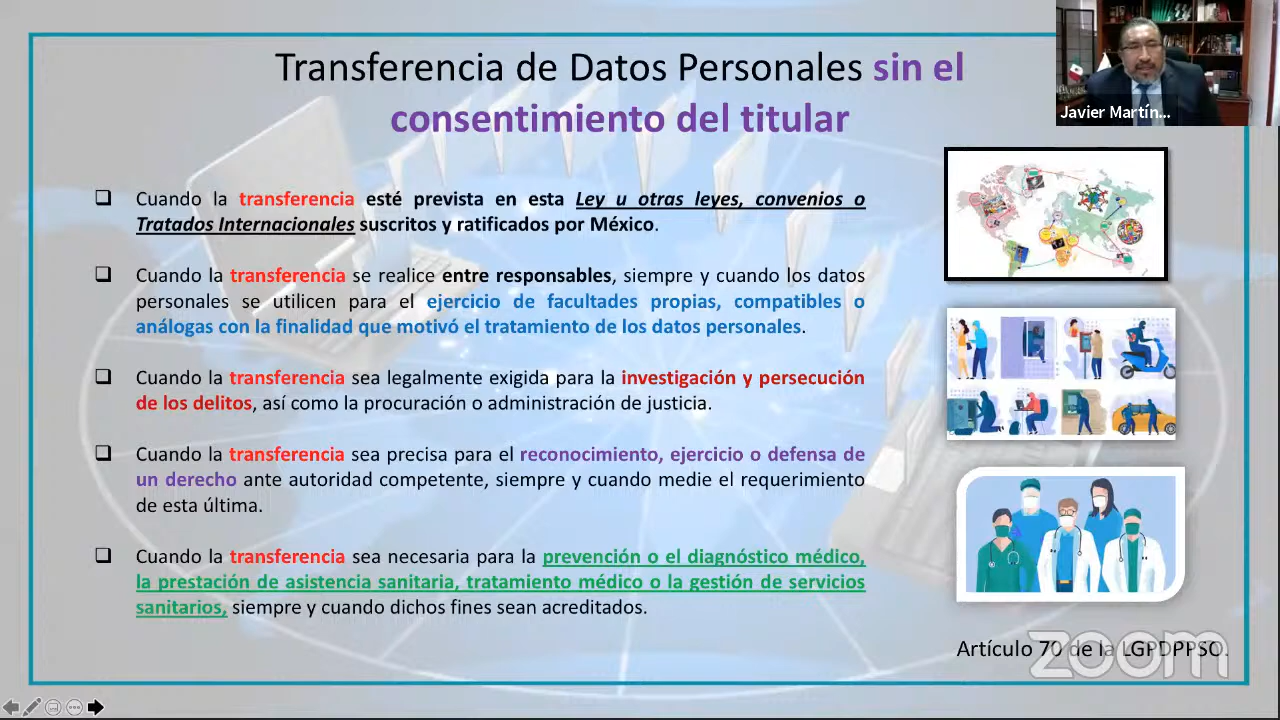 Transferencia de Datos Personales sin el
consentimiento del titular
Javier Martín...
Cuando la transferencia esté prevista en esta Ley u otras leyes, convenios o
Tratados Internacionales suscritos y ratificados por México.
Cuando la transferencia se realice entre responsables, siempre y cuando los datos
personales se utilicen para el ejercicio de facultades propias, compatibles o
análogas con la finalidad que motivó el tratamiento de los datos personales.
Cuando la transferencia sea legalmente exigida para la investigación y persecución
de los delitos, así como la procuración o administración de justicia.
Cuando la transferencia sea precisa para el reconocimiento, ejercicio o defensa de
un derecho ante autoridad competente, siempre y cuando medie el requerimiento
de esta última.
Cuando la transferencia sea necesaria para la prevención o el diagnóstico médico,
la prestación de asistencia sanitaria, tratamiento médico o la gestión de servicios
sanitarios, siempre y cuando dichos fines sean acreditados.
Artículo 70 de la LGPDPPSO.
zoom